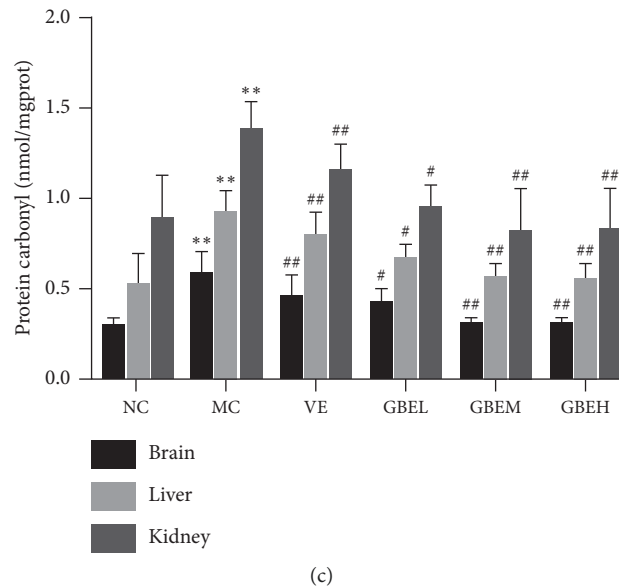 Protein carbonyl (nmol/mgprot)
2.0
1.5
1.0
0.5
0.0
** ** **
## ## ##
# # #
## ## ##
## ## ##
NC MC VE GBEL GBEM GBEH
Brain
Liver
Kidney
(c)